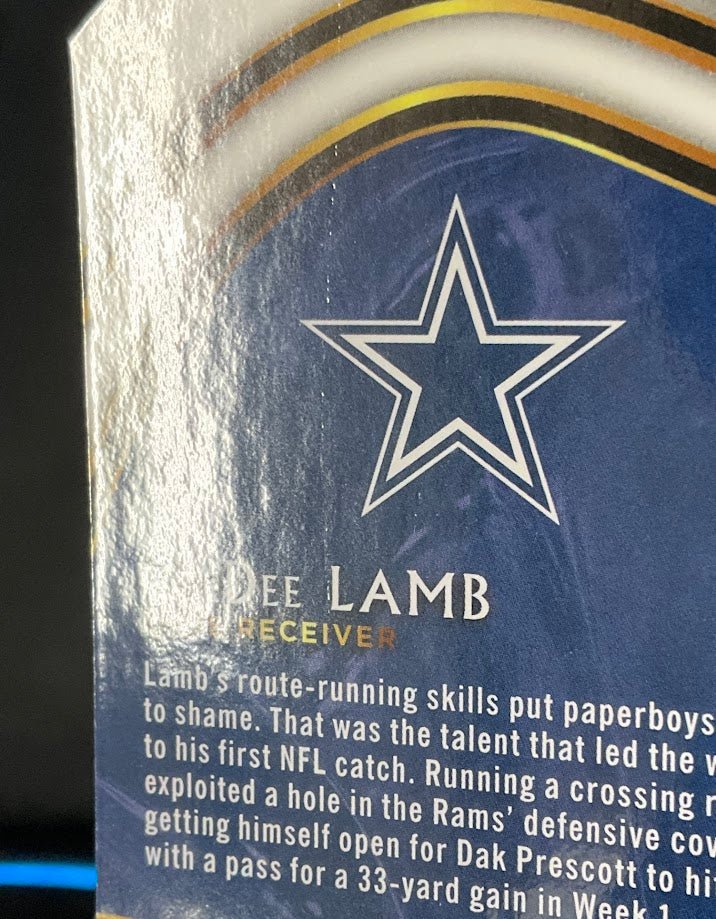 DEE LAMB
RECEIVER
Lamb's route-running skills put paperboys
to shame. That was the talent that led the
to his first NFL catch. Running a crossing
exploited a hole in the Rams' defensive
getting himself open for Dak Prescott to
with a pass for a 33-yard gain in Week 1